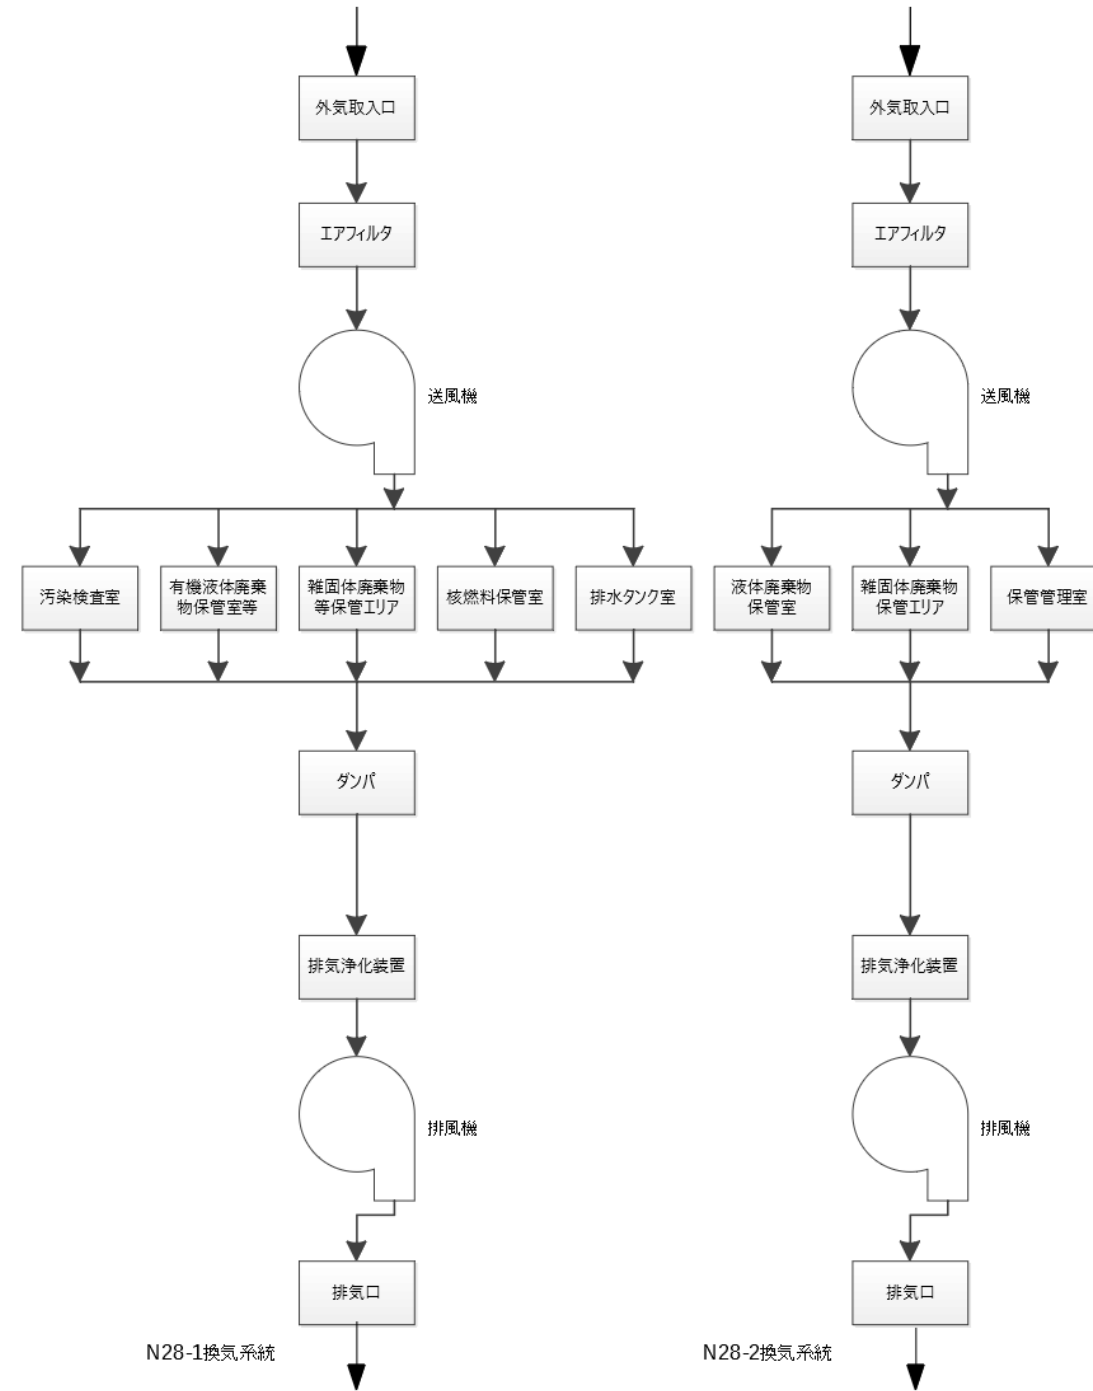 外気取入口
エアフィルタ
送風機
汚染検査室
有機液体廃棄
物保管室等
雑固体廃棄物
等保管エリア
核燃料保管室
排水タンク室
ダンパ
排気浄化装置
排風機
排気口
N28-1換気系統
外気取入口
エアフィルタ
送風機
液体廃棄物
保管室
雑固体廃棄物
保管エリア
保管管理室
ダンパ
排気浄化装置
排風機
排気口
N28-2換気系統